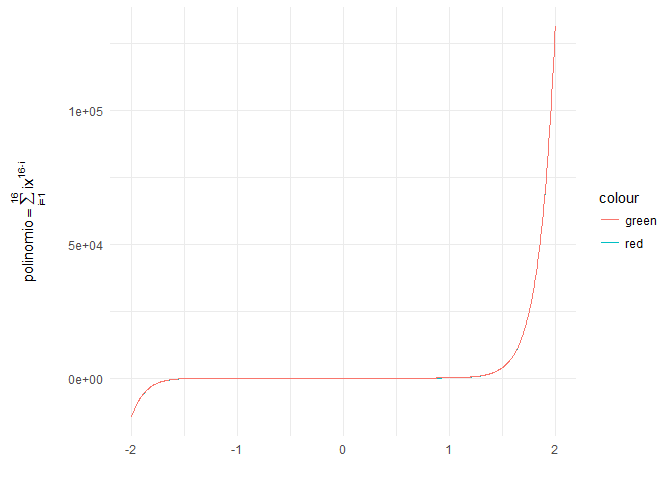 polinomio = ∑_{i=1}^{16} ix^{16-i}
1e+05
5e+04
0e+00
-2
-1
0
1
2
colour
green
red